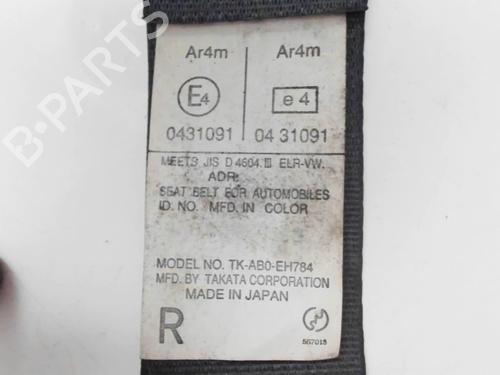 Ar4m Ar4m
E4 e4
0431091 04 31091
MEETS JIS D 4604.Ⅲ ELR-VW.
ADR:
SEAT BELT FOR AUTOMOBILES
ID. NO. MFD. IN COLOR
MODEL NO. TK-AB0-EH784
MFD. BY TAKATA CORPORATION
MADE IN JAPAN
R
567015
B-PARTS